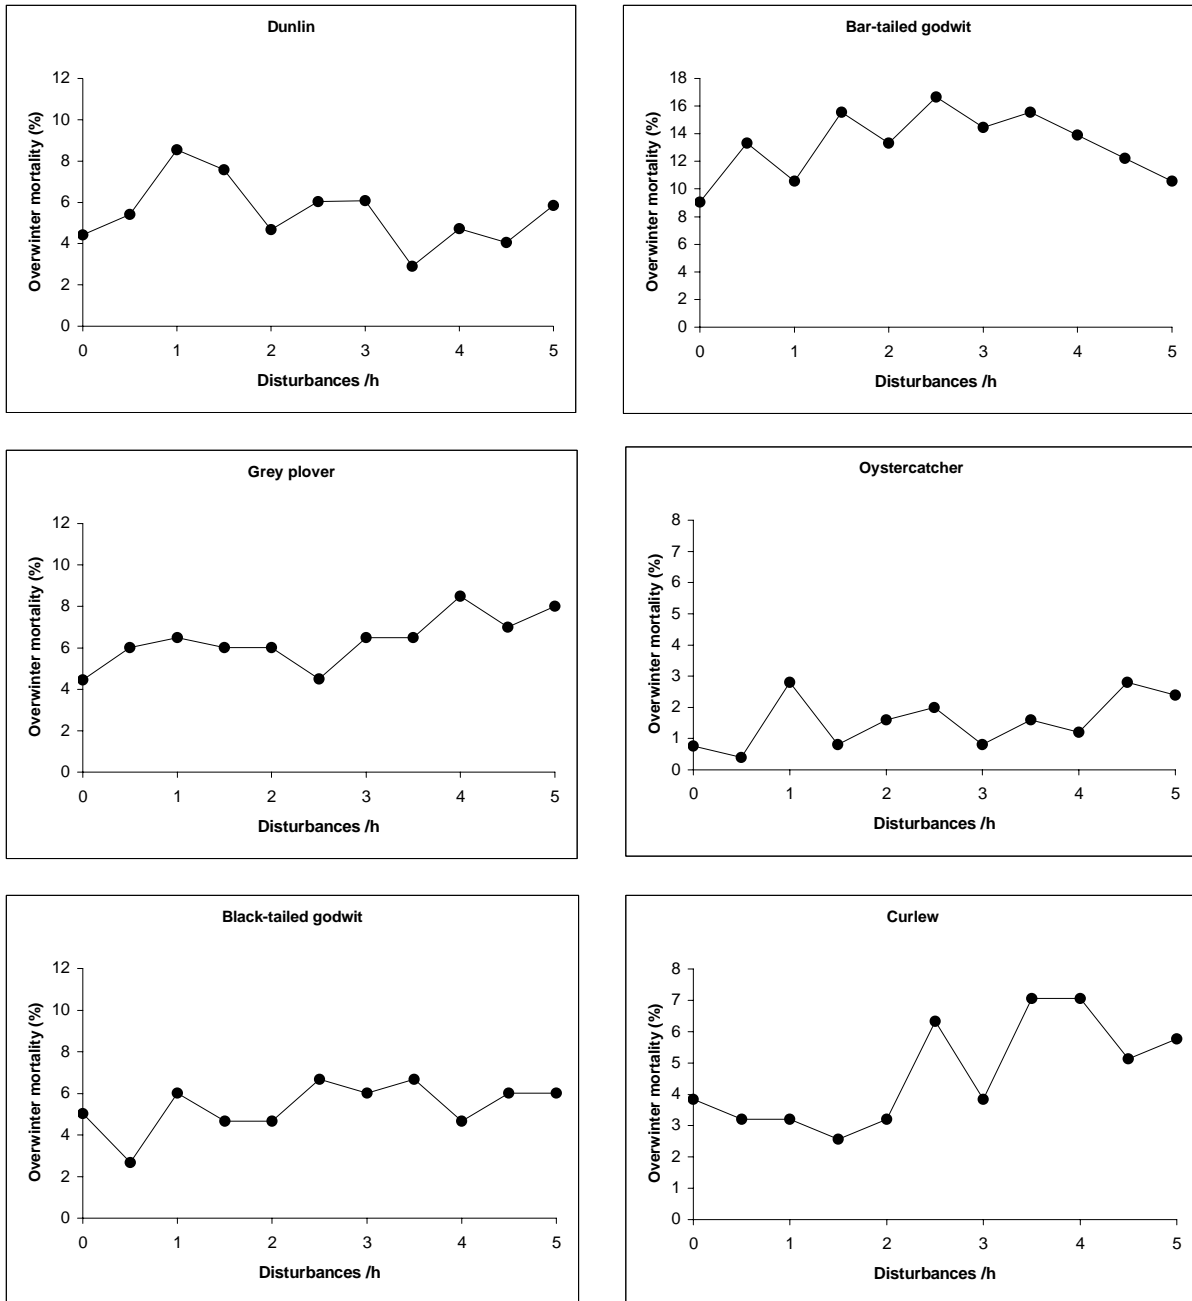 Dunlin
Overwinter mortality (%)
12
10
8
6
4
2
0
0 1 2 3 4 5
Disturbances /h
Bar-tailed godwit
Overwinter mortality (%)
18
16
14
12
10
8
6
4
2
0
0 1 2 3 4 5
Disturbances /h
Grey plover
Overwinter mortality (%)
12
10
8
6
4
2
0
0 1 2 3 4 5
Disturbances /h
Oystercatcher
Overwinter mortality (%)
8
7
6
5
4
3
2
1
0
0 1 2 3 4 5
Disturbances /h
Black-tailed godwit
Overwinter mortality (%)
12
10
8
6
4
2
0
0 1 2 3 4 5
Disturbances /h
Curlew
Overwinter mortality (%)
8
7
6
5
4
3
2
1
0
0 1 2 3 4 5
Disturbances /h